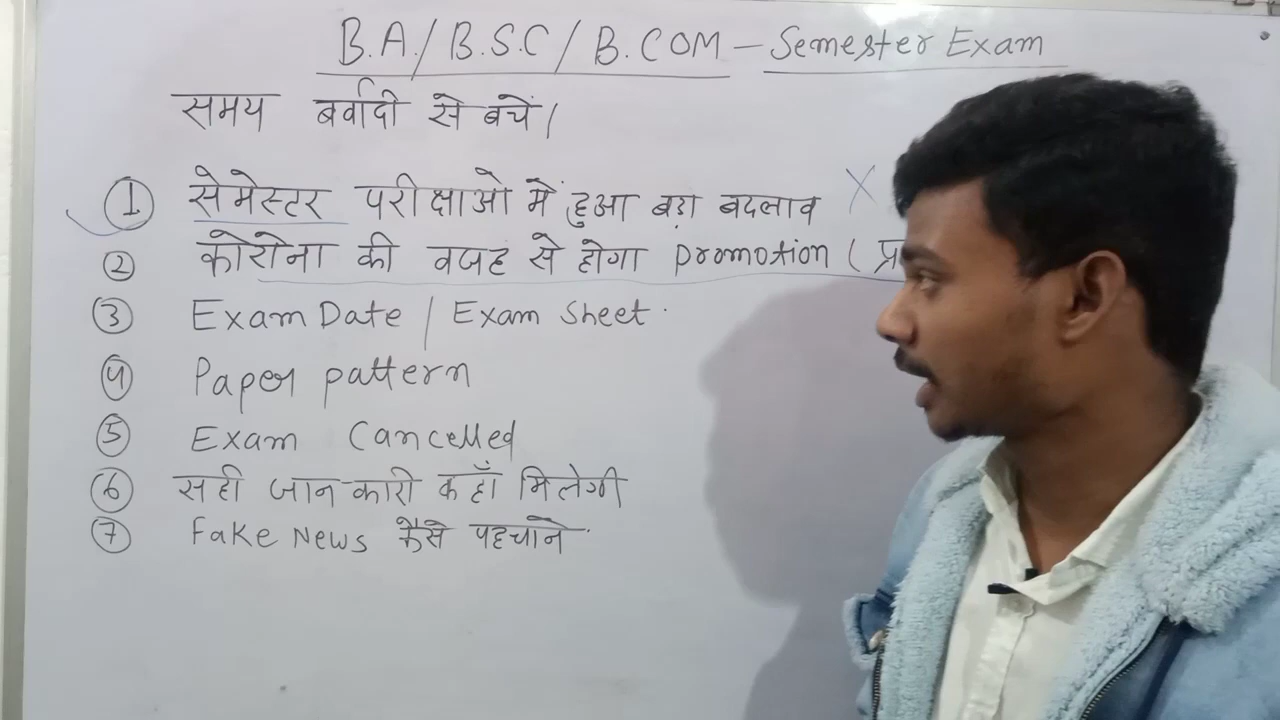 B.A./B.S.C/B.COM – Semester Exam
समय बर्वादी से बचें।
① सेमेस्टर परीक्षाओ में हुआ बड़ा बदलाव X
② कोरोना की वजह से होगा promotion (
③ Exam Date / Exam Sheet.
④ Paper pattern
⑤ Exam Cancelled
⑥ सही जानकारी कहाँ मिलेगी
⑦ Fake News कैसे पहचाने